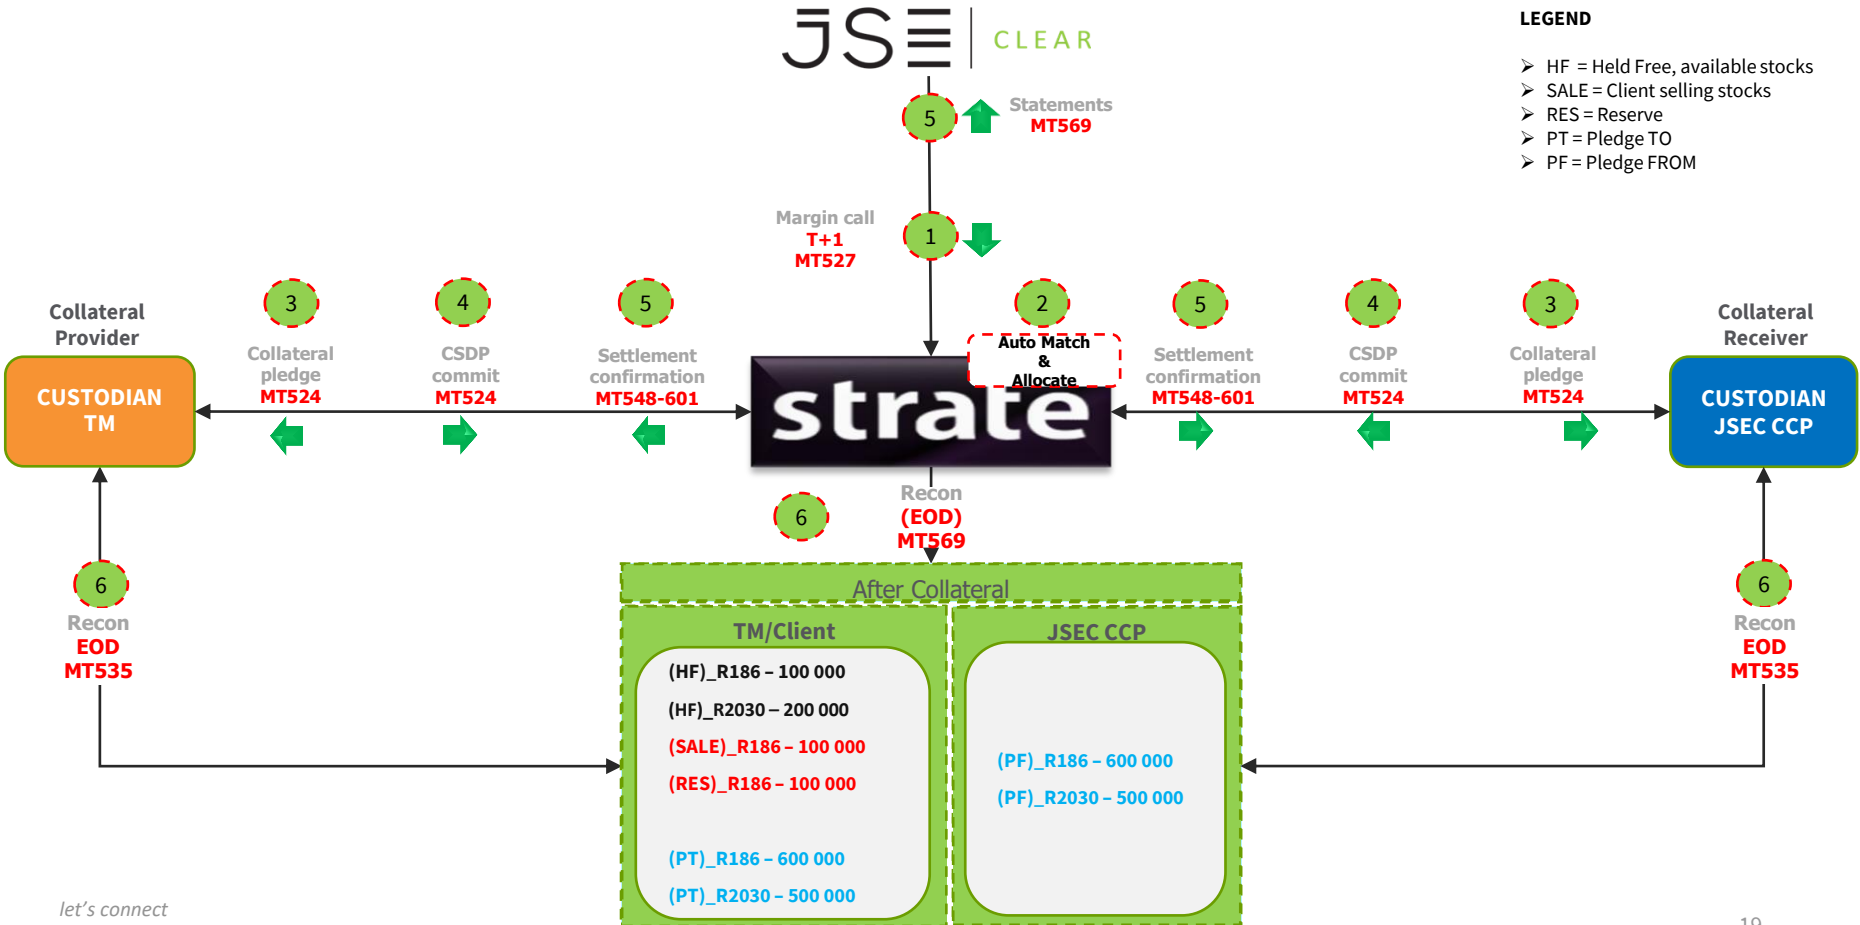 JSE CLEAR
LEGEND
➢ HF = Held Free, available stocks
➢ SALE = Client selling stocks
➢ RES = Reserve
➢ PT = Pledge TO
➢ PF = Pledge FROM
5
Statements
MT569
Margin call
T+1
MT527
1
Collateral
Provider
CUSTODIAN
TM
3
Collateral
pledge
MT524
4
CSDP
commit
MT524
5
Settlement
confirmation
MT548-601
2
Auto Match
&
Allocate
strate
5
Settlement
confirmation
MT548-601
4
CSDP
commit
MT524
3
Collateral
pledge
MT524
Collateral
Receiver
CUSTODIAN
JSEC CCP
6
Recon
(EOD)
MT569
6
Recon
EOD
MT535
6
Recon
EOD
MT535
After Collateral
TM/Client
(HF)_R186 – 100 000
(HF)_R2030 – 200 000
(SALE)_R186 – 100 000
(RES)_R186 – 100 000
(PT)_R186 – 600 000
(PT)_R2030 – 500 000
JSEC CCP
(PF)_R186 – 600 000
(PF)_R2030 – 500 000
let's connect
19